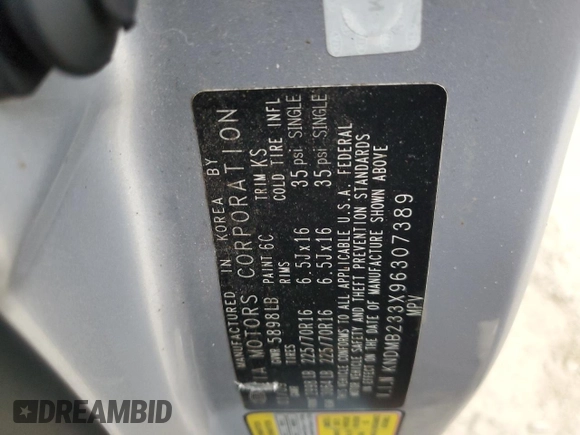 MANUFACTURED IN KOREA BY
KIA MOTORS CORPORATION
GVWR 5898LB PAINT 6C TRIM KS
TIRES RIMS COLD TIRE INFL
225/70R16 6.5Jx16 35 psi SINGLE
225/70R16 6.5Jx16 35 psi SINGLE
THIS VEHICLE CONFORMS TO ALL APPLICABLE U.S.A. FEDERAL
MOTOR VEHICLE SAFETY AND THEFT PREVENTION STANDARDS
IN EFFECT ON THE DATE OF MANUFACTURE SHOWN ABOVE
V.I.N KNDMB233X96307389
MPV
DREAMBID